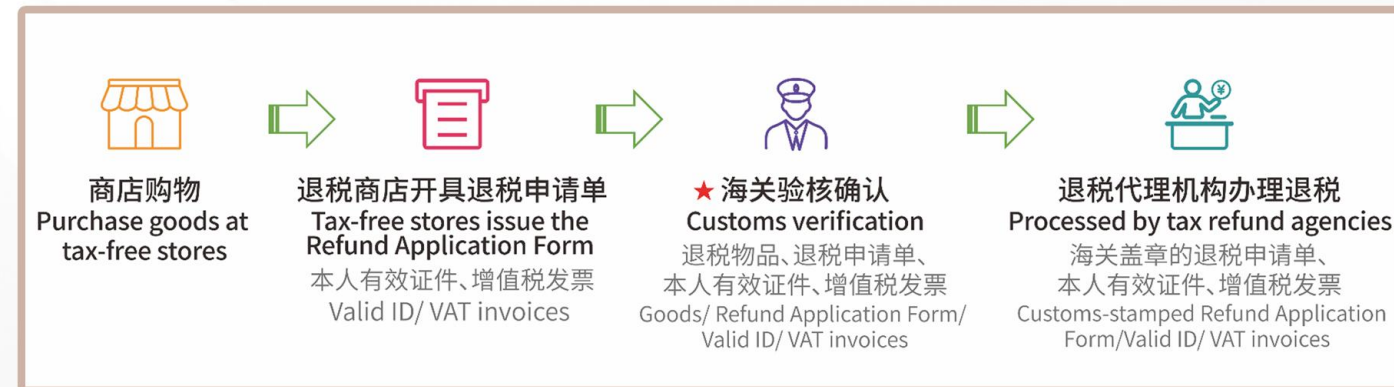 商店购物
Purchase goods at
tax-free stores
退税商店开具退税申请单
Tax-free stores issue the
Refund Application Form
本人有效证件、增值税发票
Valid ID/ VAT invoices
★海关验核确认
Customs verification
退税物品、退税申请单、
本人有效证件、增值税发票
Goods/ Refund Application Form/
Valid ID/ VAT invoices
¥
退税代理机构办理退税
Processed by tax refund agencies
海关盖章的退税申请单、
本人有效证件、增值税发票
Customs-stamped Refund Application
Form/Valid ID/ VAT invoices